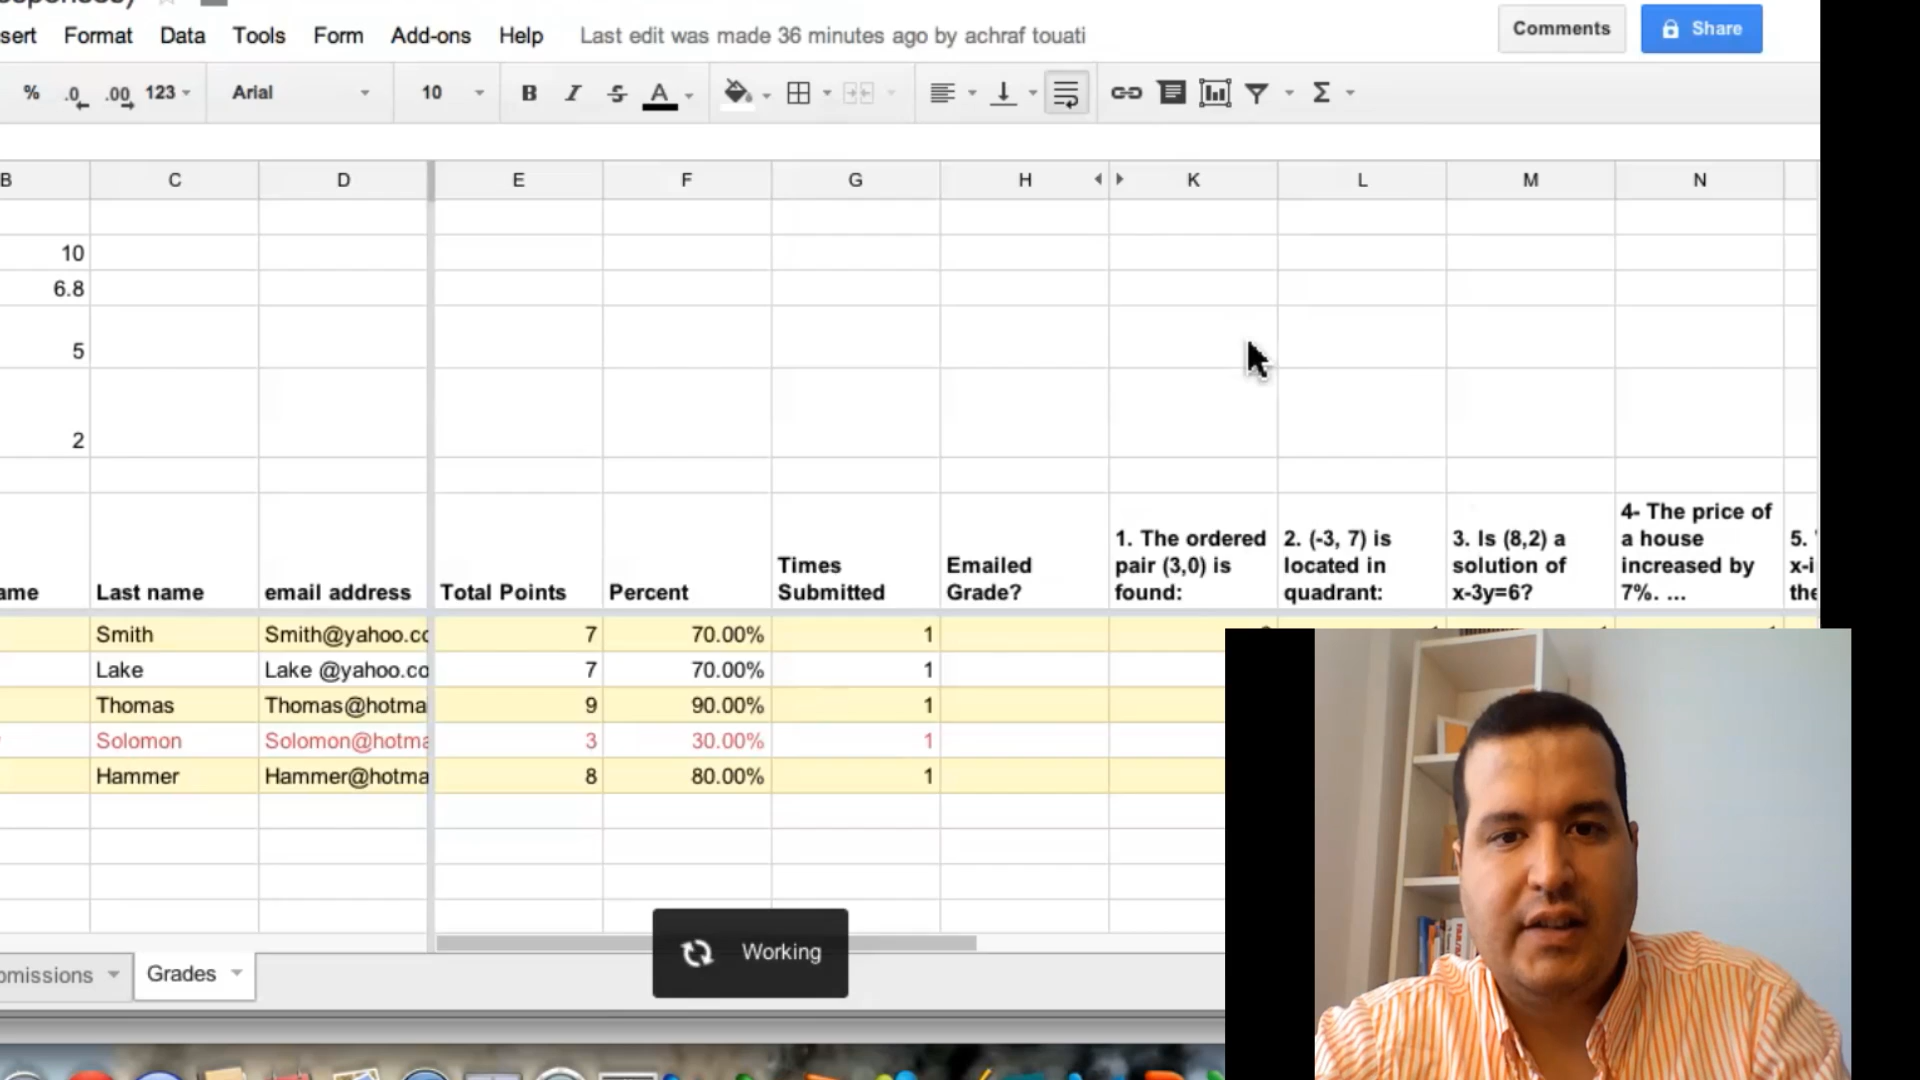 sert Format Data Tools Form Add-ons Help Last edit was made 36 minutes ago by achraf touati
Comments
Share
% .0 .00 123 Arial 10 B I S A Σ
B C D E F G H K L M N
10
6.8
5
2
ame
Last name
email address
Total Points
Percent
Times
Submitted
Emailed
Grade?
1. The ordered
pair (3,0) is
found:
2. (-3, 7) is
located in
quadrant:
3. Is (8,2) a
solution of
x-3y=6?
4- The price of
a house
increased by
7%. ...
5.
x-i
the
Smith Smith@yahoo.co 7 70.00% 1
Lake Lake @yahoo.co 7 70.00% 1
Thomas Thomas@hotma 9 90.00% 1
Solomon Solomon@hotma 3 30.00% 1
Hammer Hammer@hotma 8 80.00% 1
Working
bmissions Grades